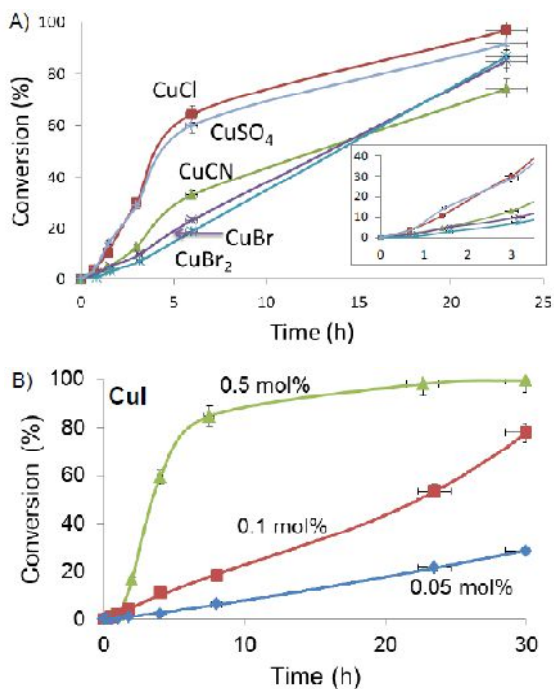 A)
Conversion (%)
100
80
60
40
20
0
CuCl
CuSO₄
CuCN
CuBr
CuBr₂
40
30
20
10
0
0 1 2 3
0 5 10 15 20 25
Time (h)
B)
CuI
Conversion (%)
100
80
60
40
20
0
0.5 mol%
0.1 mol%
0.05 mol%
0 10 20 30
Time (h)